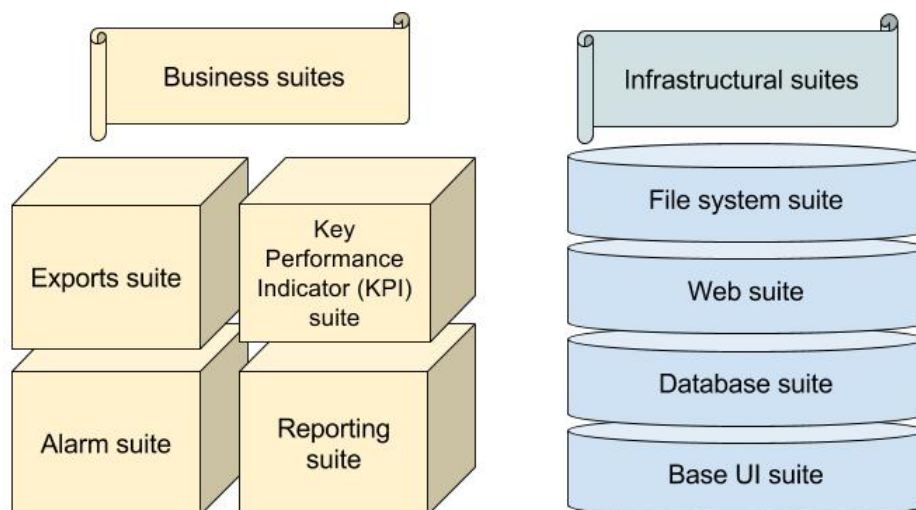 Business suites
Infrastructural suites
Exports suite
Key
Performance
Indicator (KPI)
suite
Alarm suite
Reporting
suite
File system suite
Web suite
Database suite
Base UI suite